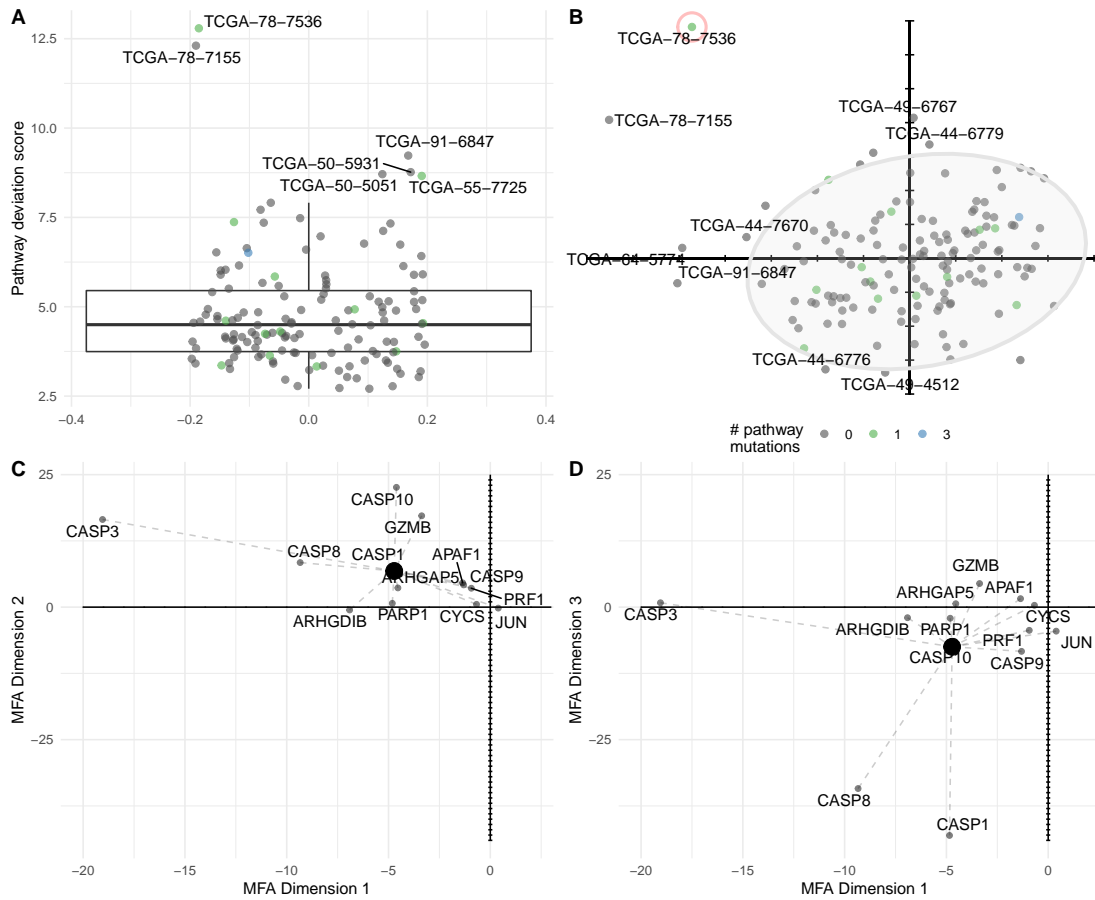 A
TCGA−78−7536
TCGA−78−7155
TCGA−91−6847
TCGA−50−5931
TCGA−50−5051
TCGA−55−7725
Pathway deviation score
12.5
10.0
7.5
5.0
2.5
−0.4
−0.2
0.0
0.2
0.4
B
TCGA−78−7536
TCGA−78−7155
TCGA−49−6767
TCGA−44−6779
TCGA−44−7670
TCGA−64−5774
TCGA−91−6847
TCGA−44−6776
TCGA−49−4512
# pathway
mutations
0
1
3
C
25
0
−25
MFA Dimension 2
CASP10
GZMB
CASP3
CASP8
CASP1
APAF1
ARHGAP5
CASP9
PRF1
ARHGDIB
PARP1
CYCS
JUN
−20
−15
−10
−5
0
MFA Dimension 1
D
25
0
−25
MFA Dimension 3
GZMB
ARHGAP5
APAF1
CASP3
CYCS
ARHGDIB
PARP1
PRF1
JUN
CASP10
CASP9
CASP8
CASP1
−20
−15
−10
−5
0
MFA Dimension 1